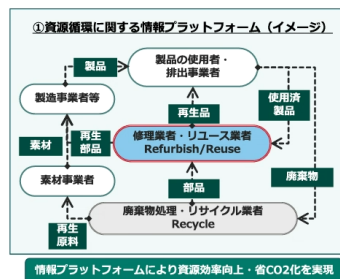 ①資源循環に関する情報プラットフォーム（イメージ）
製品
製品の使用者・
排出事業者
製造事業者等
再生品
使用済
製品
素材
再生
部品
修理業者・リユース業者
Refurbish/Reuse
素材事業者
部品
廃棄物
廃棄物処理・リサイクル業者
Recycle
再生
原料
情報プラットフォームにより資源効率向上・省CO2化を実現